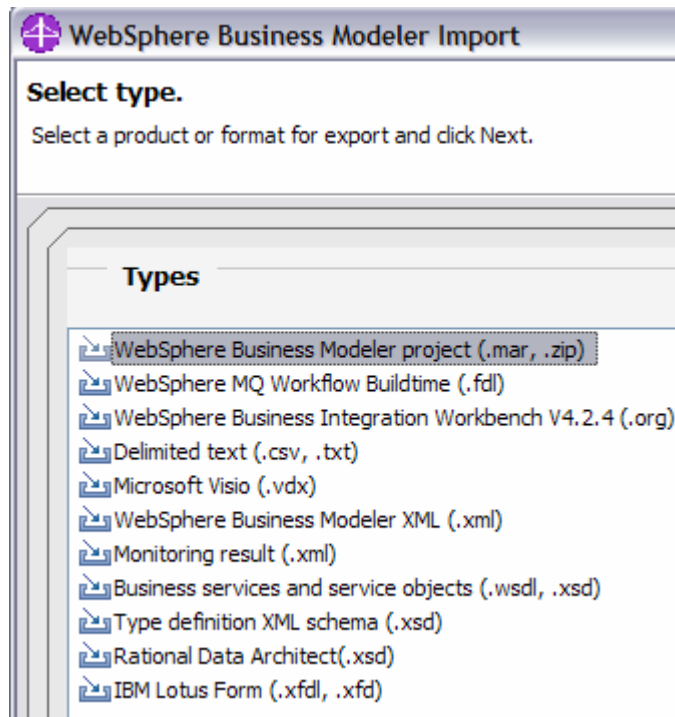 WebSphere Business Modeler Import
Select type.
Select a product or format for export and click Next.
Types
WebSphere Business Modeler project (.mar, .zip)
WebSphere MQ Workflow Buildtime (.fdl)
WebSphere Business Integration Workbench V4.2.4 (.org)
Delimited text (.csv, .txt)
Microsoft Visio (.vdx)
WebSphere Business Modeler XML (.xml)
Monitoring result (.xml)
Business services and service objects (.wsdl, .xsd)
Type definition XML schema (.xsd)
Rational Data Architect(.xsd)
IBM Lotus Form (.xfdl, .xfd)